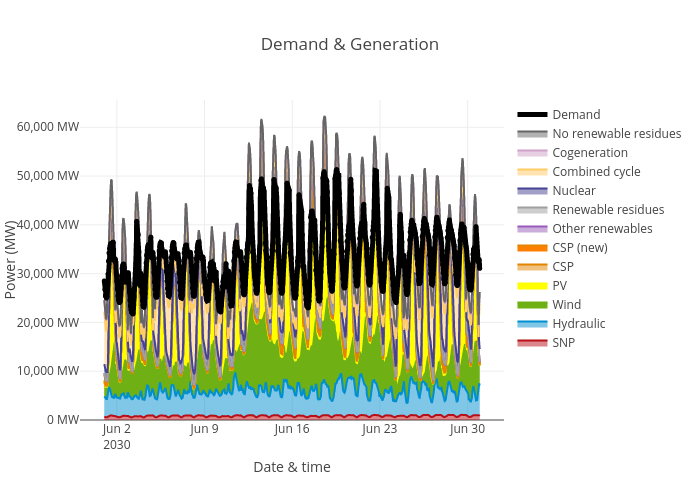 Demand & Generation
60,000 MW
50,000 MW
40,000 MW
30,000 MW
20,000 MW
10,000 MW
0 MW
Power (MW)
Jun 2
2030
Jun 9
Jun 16
Jun 23
Jun 30
Date & time
Demand
No renewable residues
Cogeneration
Combined cycle
Nuclear
Renewable residues
Other renewables
CSP (new)
CSP
PV
Wind
Hydraulic
SNP